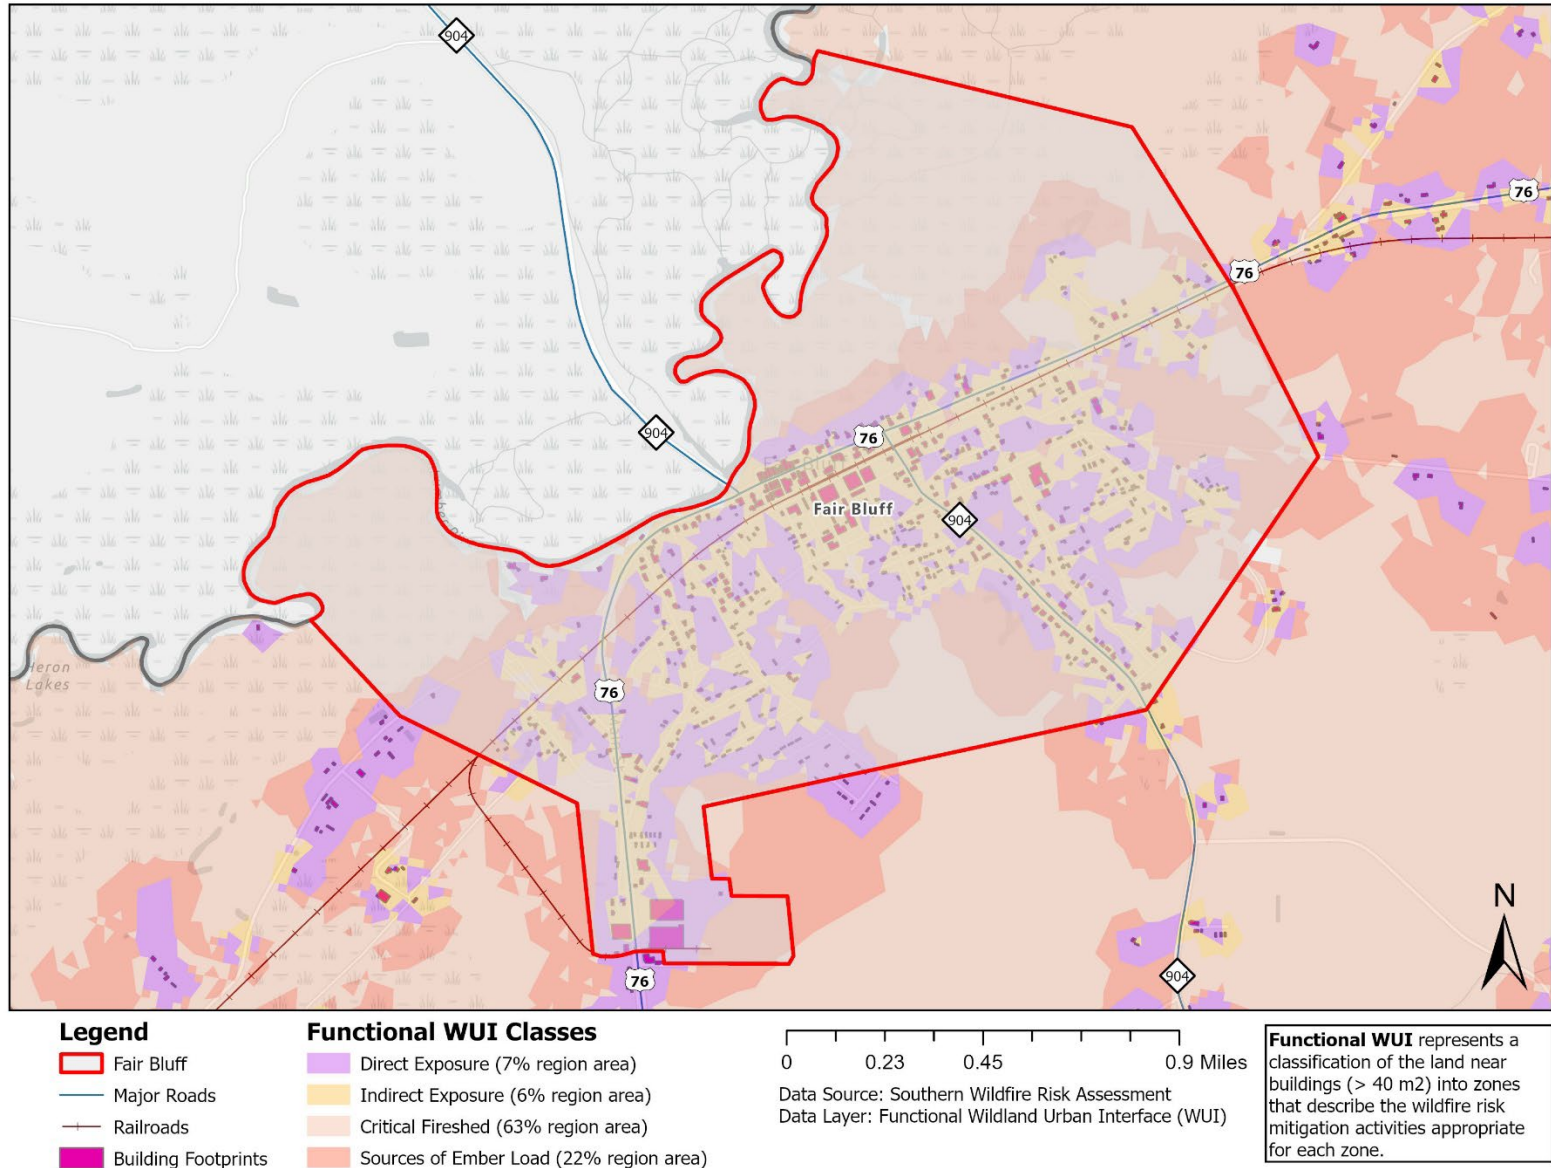 904
76
76
904
76
Fair Bluff
904
Heron
Lakes
76
N
76
904
Legend
Fair Bluff
Major Roads
Railroads
Building Footprints
Functional WUI Classes
Direct Exposure (7% region area)
Indirect Exposure (6% region area)
Critical Fireshed (63% region area)
Sources of Ember Load (22% region area)
0 0.23 0.45 0.9 Miles
Data Source: Southern Wildfire Risk Assessment
Data Layer: Functional Wildland Urban Interface (WUI)
Functional WUI represents a
classification of the land near
buildings (> 40 m2) into zones
that describe the wildfire risk
mitigation activities appropriate
for each zone.